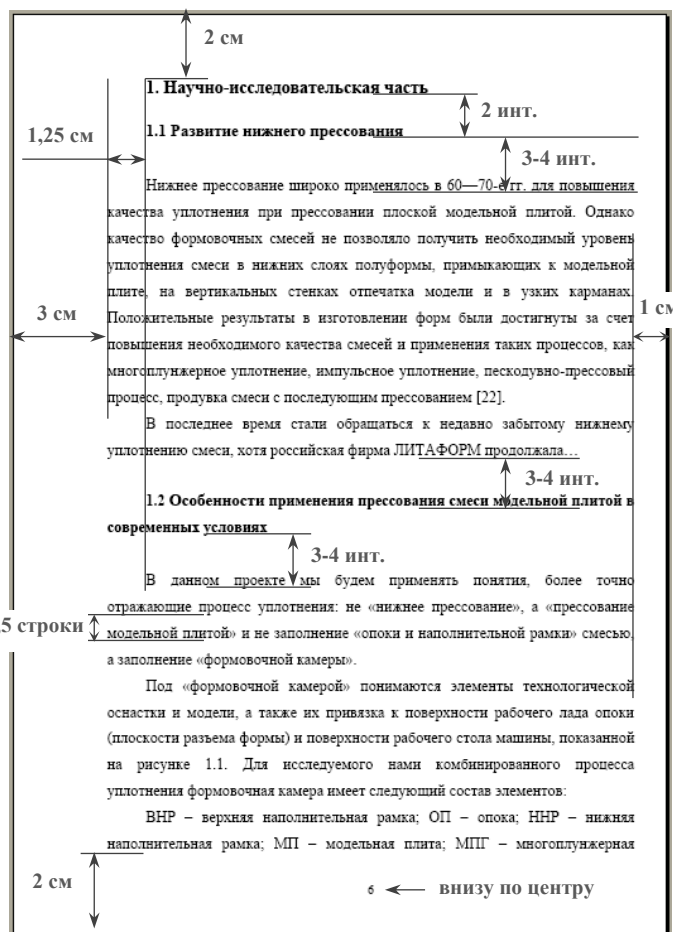 2 см
1. Научно-исследовательская часть
2 инт.
1.1 Развитие нижнего прессования
1,25 см
3-4 инт.
Нижнее прессование широко применялось в 60—70-е гг. для повышения
качества уплотнения при прессовании плоской модельной плитой. Однако
качество формовочных смесей не позволяло получить необходимый уровень
уплотнения смеси в нижних слоях полуформы, примыкающих к модельной
плите, на вертикальных стенках отпечатка модели и в узких карманах.
Положительные результаты в изготовлении форм были достигнуты за счет
3 см
1 см
повышения необходимого качества смесей и применения таких процессов, как
многоплунжерное уплотнение, импульсное уплотнение, пескодувно-прессовый
процесс, продувка смеси с последующим прессованием [22].
В последнее время стали обращаться к недавно забытому нижнему
уплотнению смеси, хотя российская фирма ЛИТАФОРМ продолжала…
3-4 инт.
1.2 Особенности применения прессования смеси модельной плитой в
современных условиях
3-4 инт.
В данном проекте мы будем применять понятия, более точно
отражающие процесс уплотнения: не «нижнее прессование», а «прессование
5 строки
модельной плитой» и не заполнение «опоки и наполнительной рамки» смесью,
а заполнение «формовочной камеры».
Под «формовочной камерой» понимаются элементы технологической
оснастки и модели, а также их привязка к поверхности рабочего лада опоки
(плоскости разъема формы) и поверхности рабочего стола машины, показанной
на рисунке 1.1. Для исследуемого нами комбинированного процесса
уплотнения формовочная камера имеет следующий состав элементов:
ВНР – верхняя наполнительная рамка; ОП – опока; ННР – нижняя
наполнительная рамка; МП – модельная плита; МПГ – многоплунжерная
2 см
6
внизу по центру